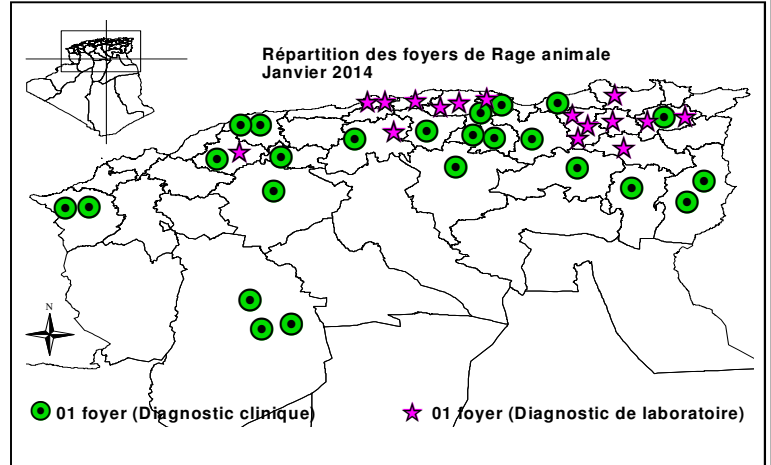 Répartition des foyers de Rage animale
Janvier 2014
N
01 foyer (Diagnostic clinique)
01 foyer (Diagnostic de laboratoire)